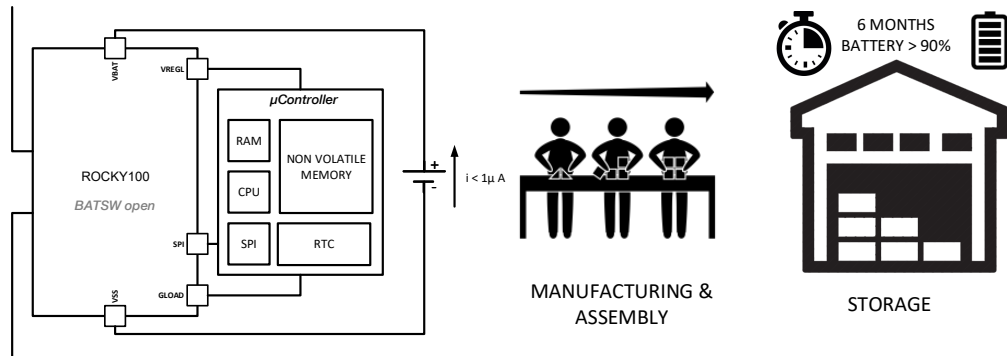 VBAT
VREGL
µController
RAM
NON VOLATILE
MEMORY
CPU
ROCKY100
BATSW open
SPI
SPI
RTC
GLOAD
VSS
+
-
i < 1µ A
MANUFACTURING &
ASSEMBLY
6 MONTHS
BATTERY > 90%
STORAGE